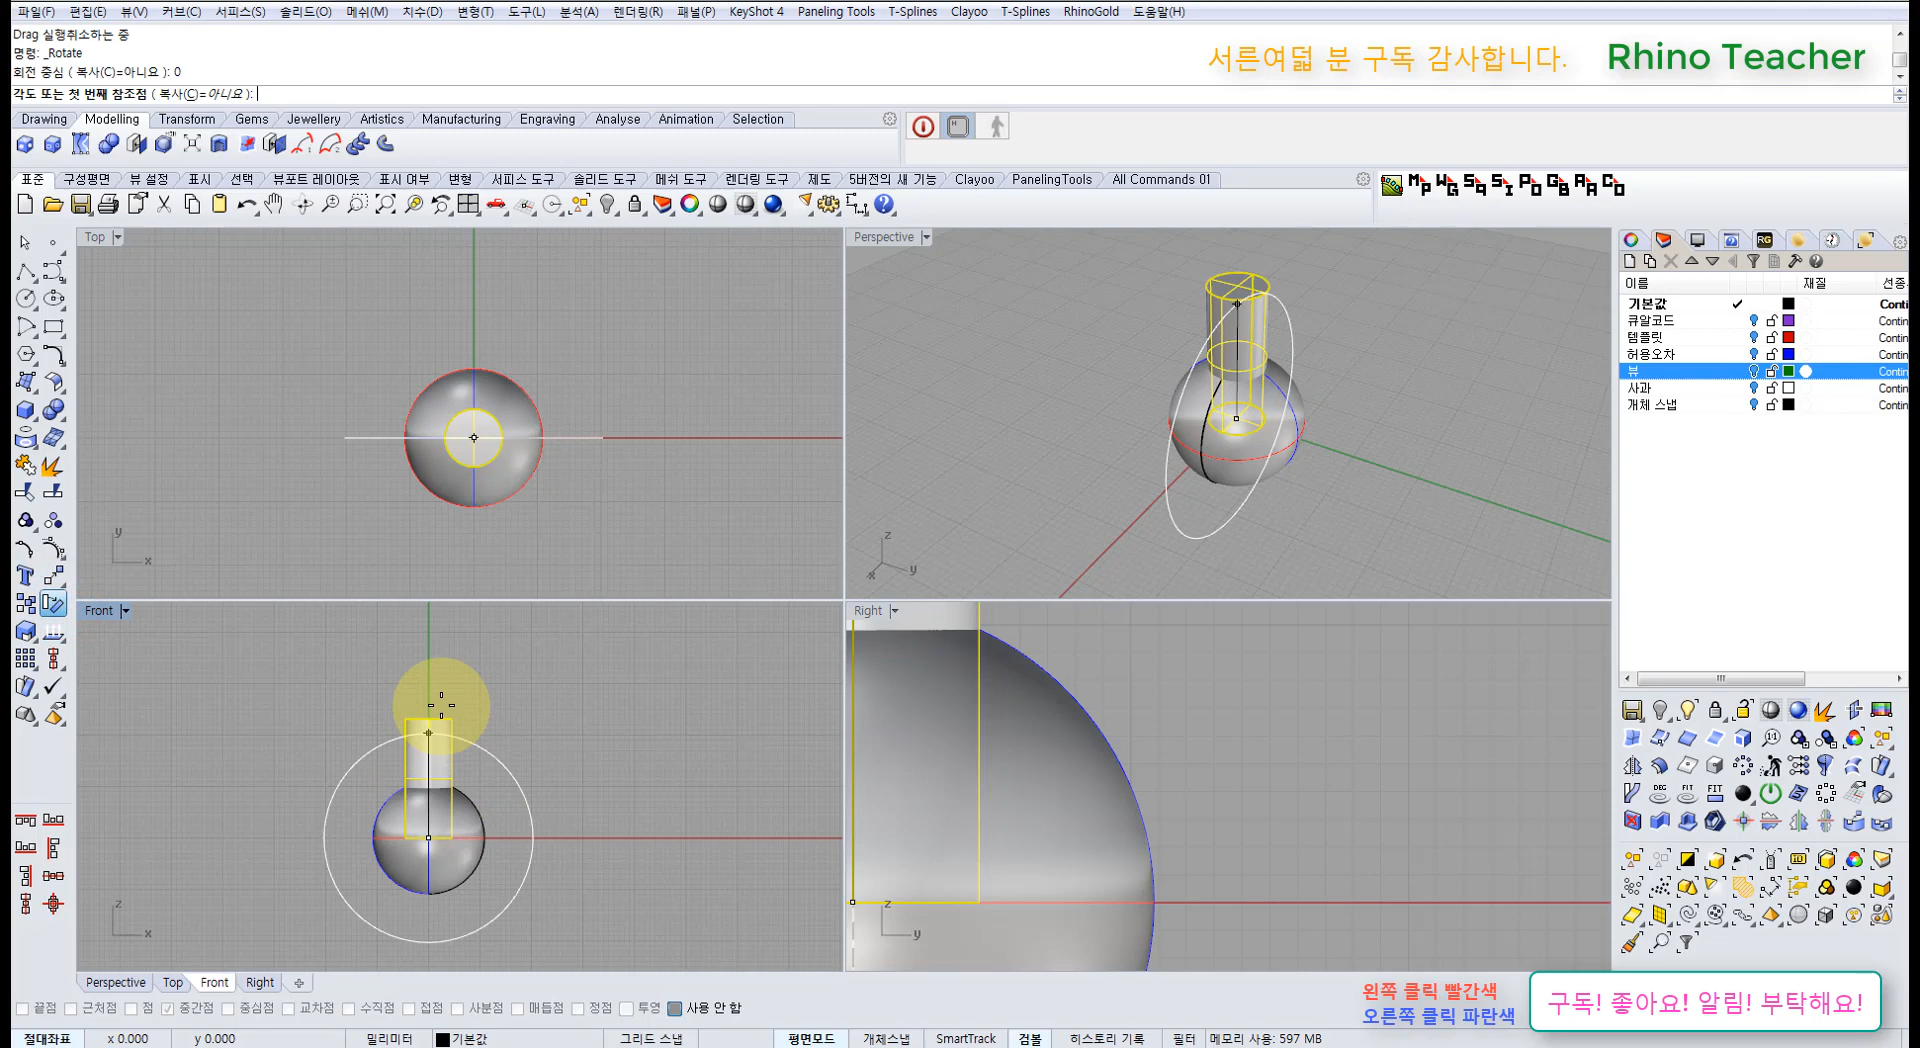 파일(F) 편집(E) 뷰(V) 커브(C) 서피스(S) 솔리드(O) 메쉬(M) 치수(D) 변형(T) 도구(L) 분석(A) 렌더링(R) 패널(P) KeyShot 4 Paneling Tools T-Splines Clayoo T-Splines RhinoGold 도움말(H)
Drag 실행취소하는 중
명령: _Rotate
회전 중심 ( 복사(C)=아니요 ): 0
각도 또는 첫 번째 참조점 ( 복사(C)=아니요 ):
서른여덟 분 구독 감사합니다. Rhino Teacher
Drawing Modelling Transform Gems Jewellery Artistics Manufacturing Engraving Analyse Animation Selection
표준 구성평면 뷰 설정 표시 선택 뷰포트 레이아웃 표시 여부 변형 서피스 도구 솔리드 도구 메쉬 도구 렌더링 도구 제도 5버전의 새 기능 Clayoo PanelingTools All Commands 01
Top
y
x
Perspective
z
x y
Front
z
x
Right
z
y
RG
이름 재질 선종
기본값 Conti
큐알코드 Contin
템플릿 Contin
허용오차 Contin
뷰 Contin
사과 Contin
개체 스냅 Contin
DEG FIT FIT
Perspective Top Front Right
끝점 근처점 점 중간점 중심점 교차점 수직점 접점 사분점 매듭점 정점 투영 사용 안 함
왼쪽 클릭 빨간색
오른쪽 클릭 파란색
구독! 좋아요! 알림! 부탁해요!
절대좌표 x 0.000 y 0.000 밀리미터 기본값 그리드 스냅 평면모드 개체스냅 SmartTrack 검볼 히스토리 기록 필터 메모리 사용: 597 MB